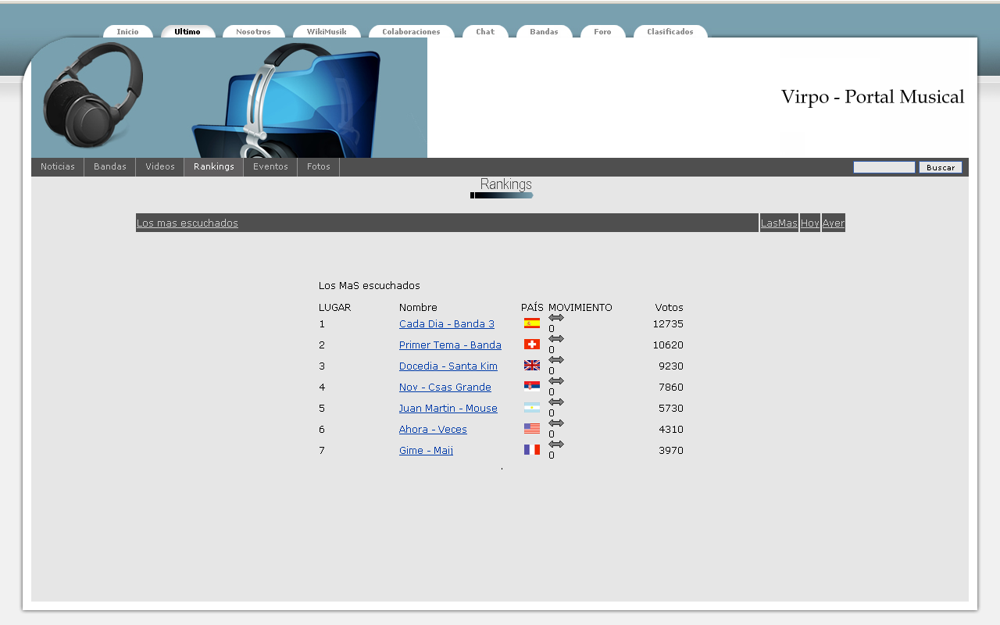 Inicio Ultimo Nosotros WikiMusik Colaboraciones Chat Bandas Foro Clasificados
Virpo - Portal Musical
Noticias Bandas Videos Rankings Eventos Fotos Buscar
Rankings
Los mas escuchados LasMas Hoy Ayer
Los MaS escuchados
LUGAR Nombre PAÍS MOVIMIENTO Votos
1 Cada Dia - Banda 3 0 12735
2 Primer Tema - Banda 0 10620
3 Docedia - Santa Kim 0 9230
4 Nov - Csas Grande 0 7860
5 Juan Martin - Mouse 0 5730
6 Ahora - Veces 0 4310
7 Gime - Maij 0 3970
.